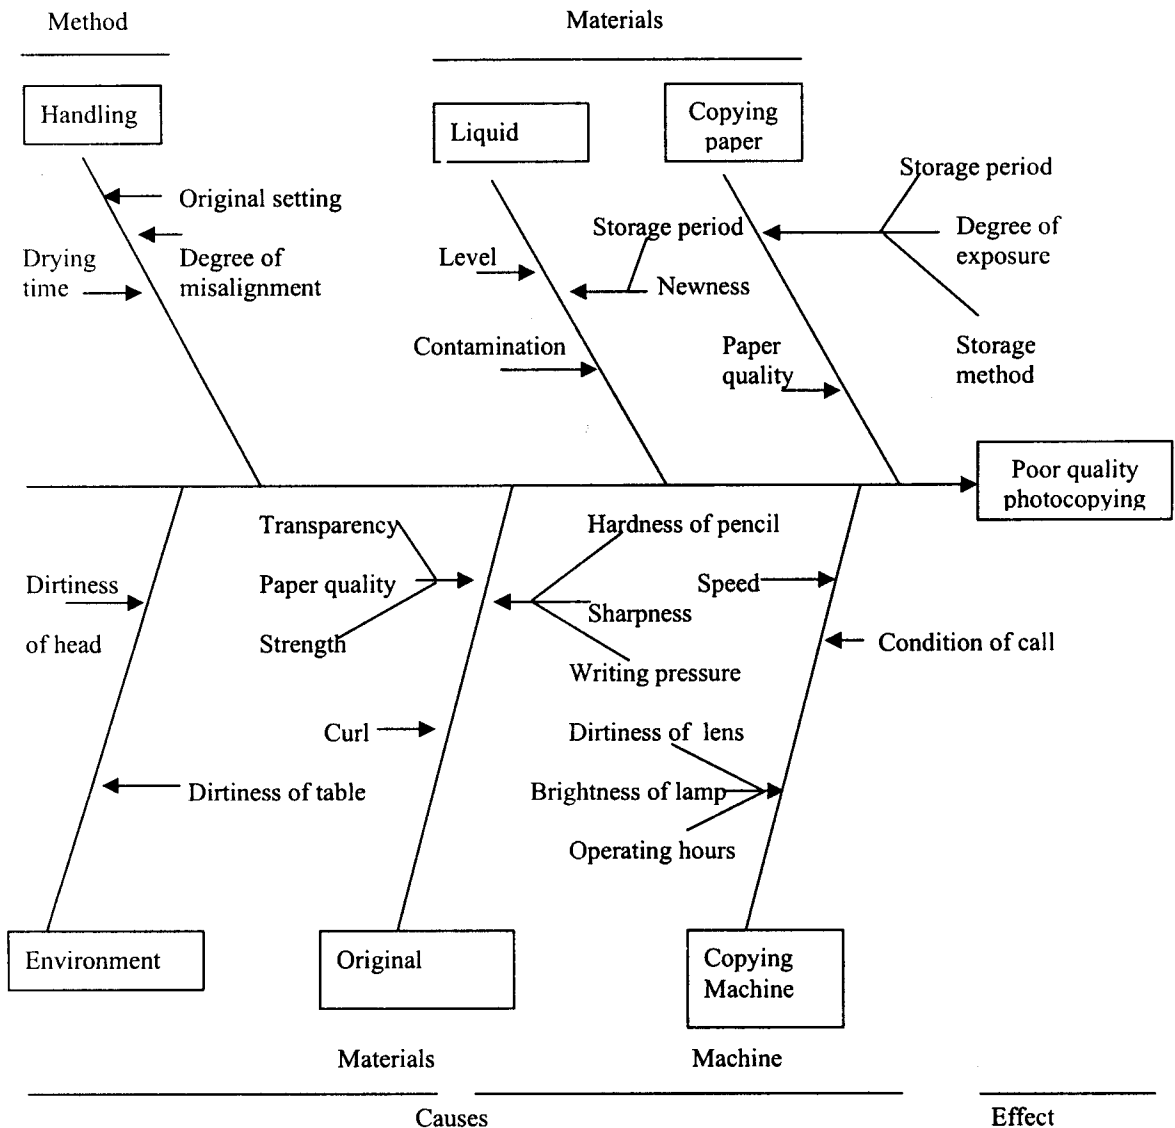 Method
Materials
Handling
Liquid
Copying
paper
Original setting
Degree of
misalignment
Drying
time
Level
Storage period
Newness
Contamination
Storage period
Degree of
exposure
Storage
method
Paper
quality
Poor quality
photocopying
Dirtiness
of head
Dirtiness of table
Transparency
Paper quality
Strength
Curl
Hardness of pencil
Sharpness
Writing pressure
Speed
Condition of call
Dirtiness of lens
Brightness of lamp
Operating hours
Environment
Original
Copying
Machine
Materials
Machine
Causes
Effect